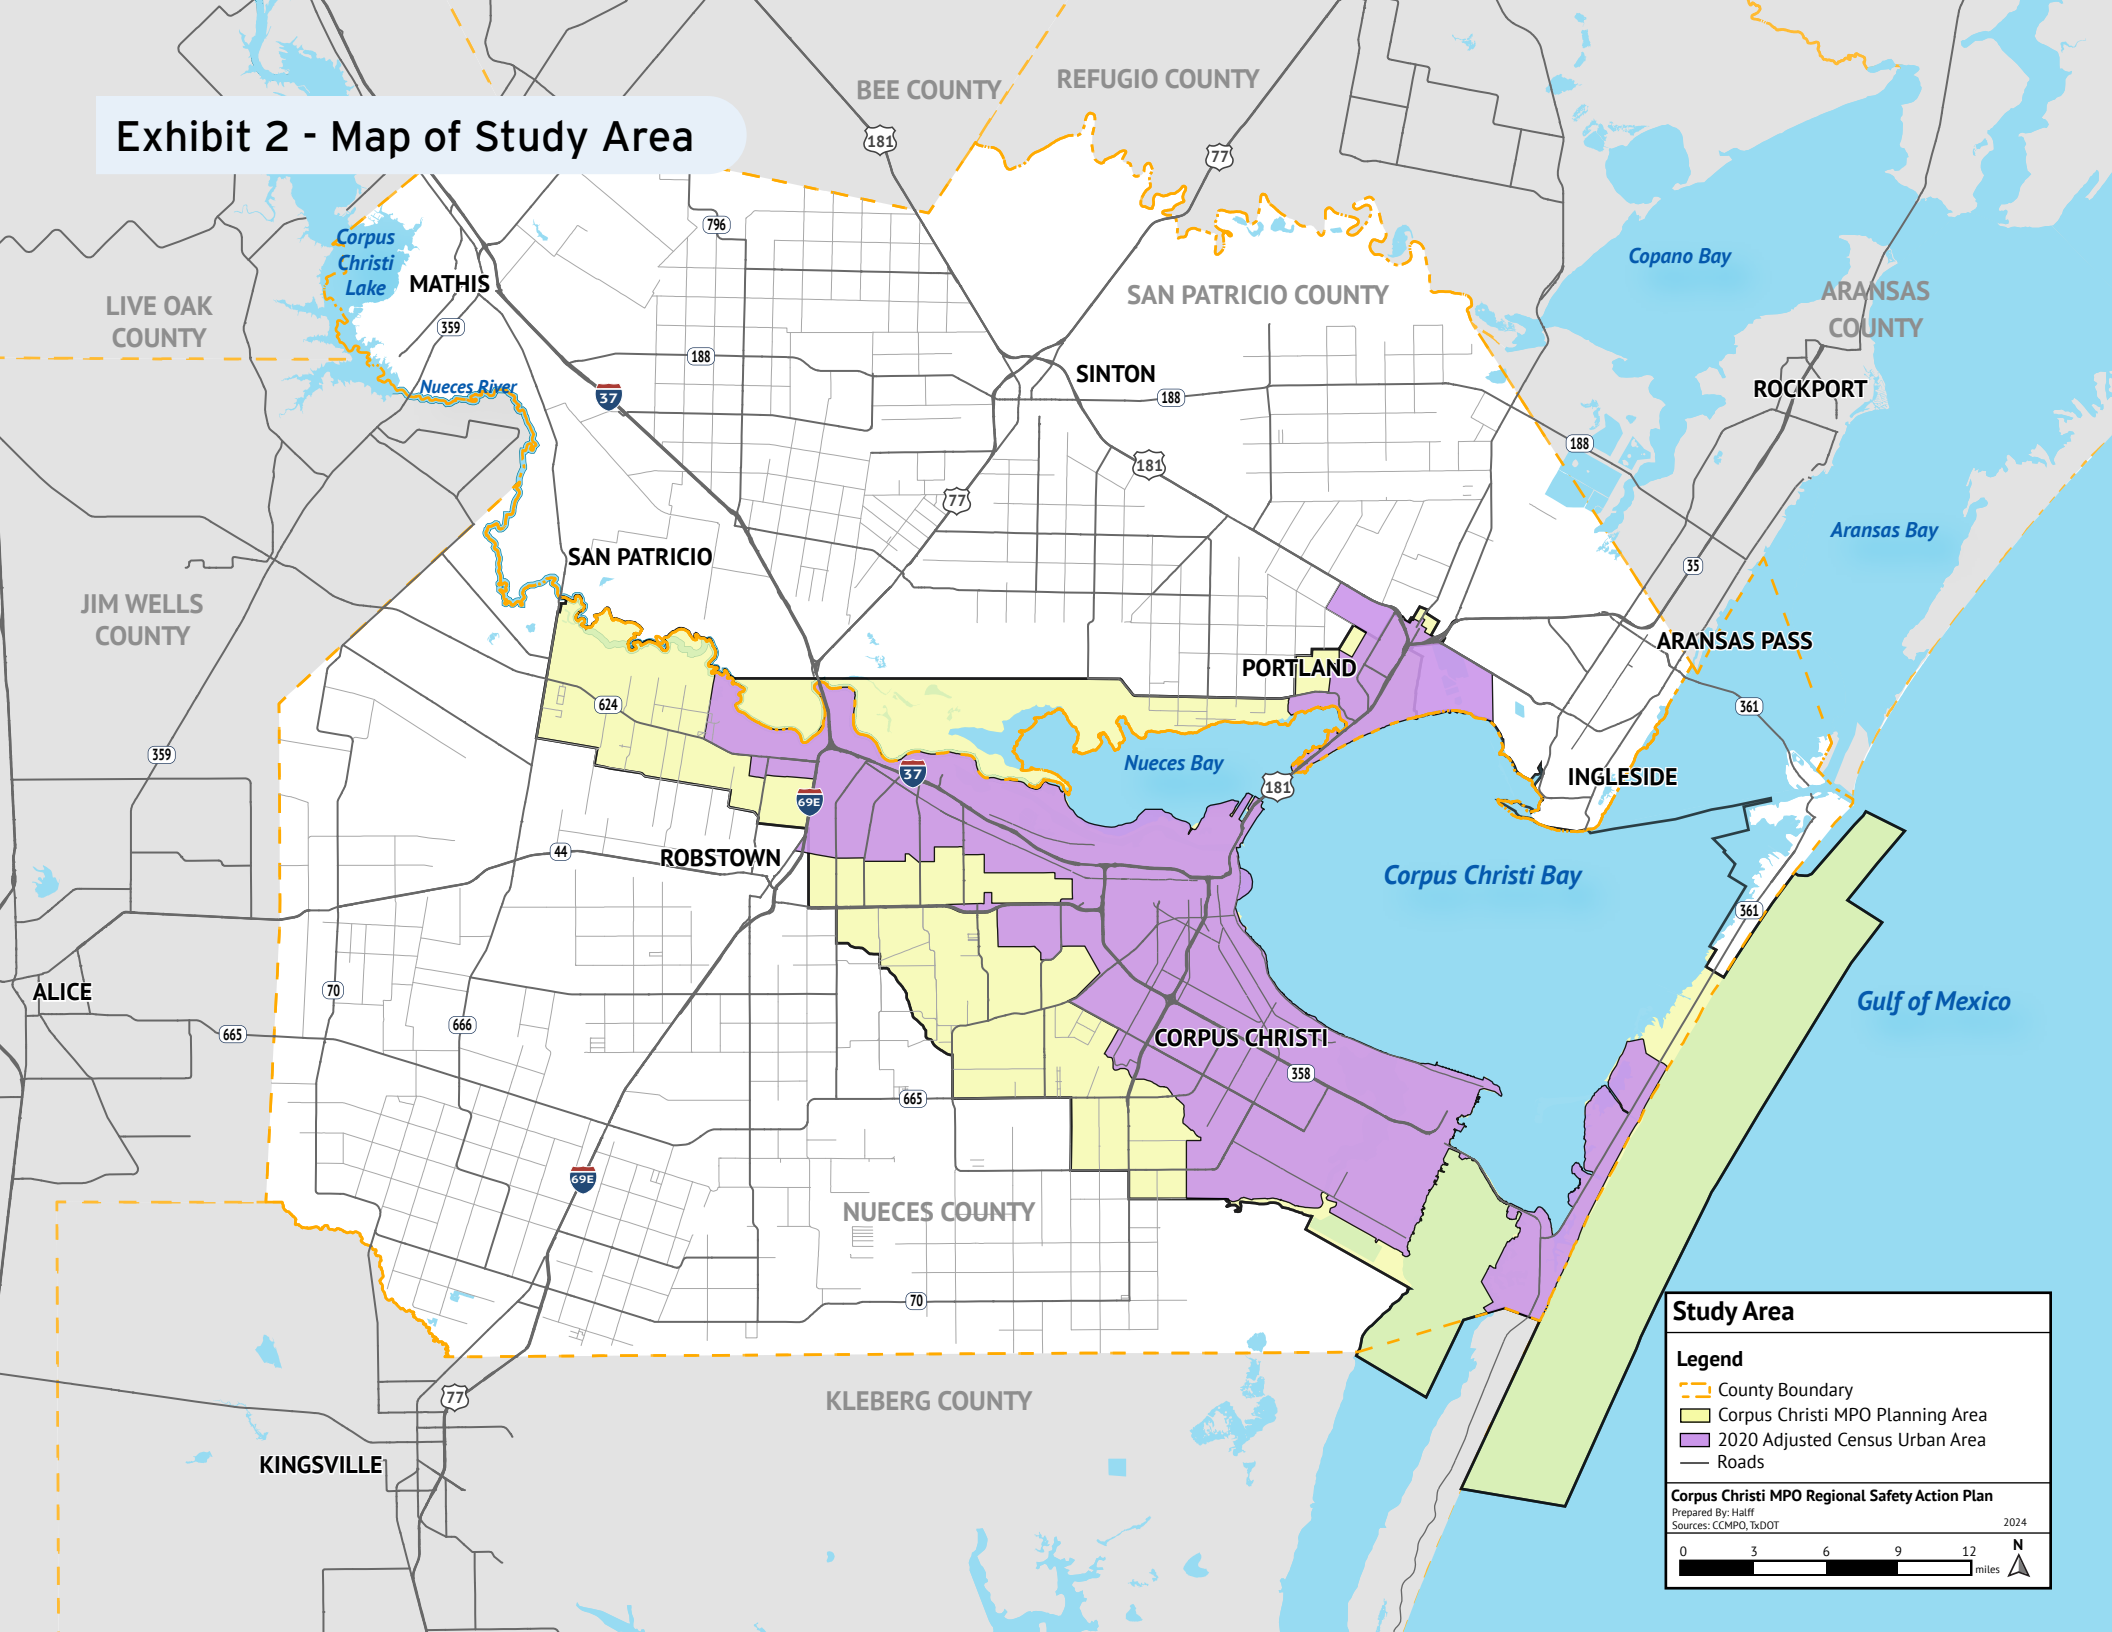 Exhibit 2 - Map of Study Area
BEE COUNTY
REFUGIO COUNTY
181
77
796
Corpus
Christi
Lake
MATHIS
Copano Bay
LIVE OAK
COUNTY
SAN PATRICIO COUNTY
ARANSAS
COUNTY
359
188
SINTON
Nueces River
37
188
ROCKPORT
188
181
77
Aransas Bay
SAN PATRICIO
35
JIM WELLS
COUNTY
ARANSAS PASS
PORTLAND
624
361
359
Nueces Bay
37
INGLESIDE
181
69E
44
ROBSTOWN
Corpus Christi Bay
361
ALICE
70
Gulf of Mexico
666
665
CORPUS CHRISTI
358
665
69E
NUECES COUNTY
70
KLEBERG COUNTY
77
KINGSVILLE
Study Area
Legend
County Boundary
Corpus Christi MPO Planning Area
2020 Adjusted Census Urban Area
Roads
Corpus Christi MPO Regional Safety Action Plan
Prepared By: Halff
Sources: CCMPO, TxDOT
2024
N
0 3 6 9 12
miles